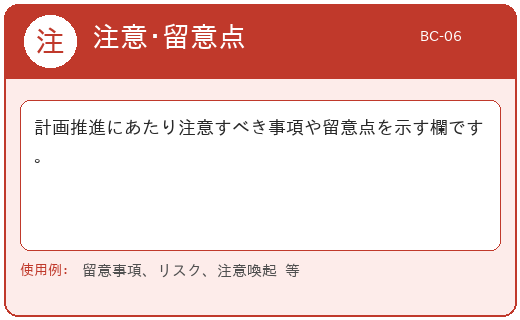 注
注意･留意点
BC-06
計画推進にあたり注意すべき事項や留意点を示す欄です
。
使用例: 留意事項、リスク、注意喚起 等